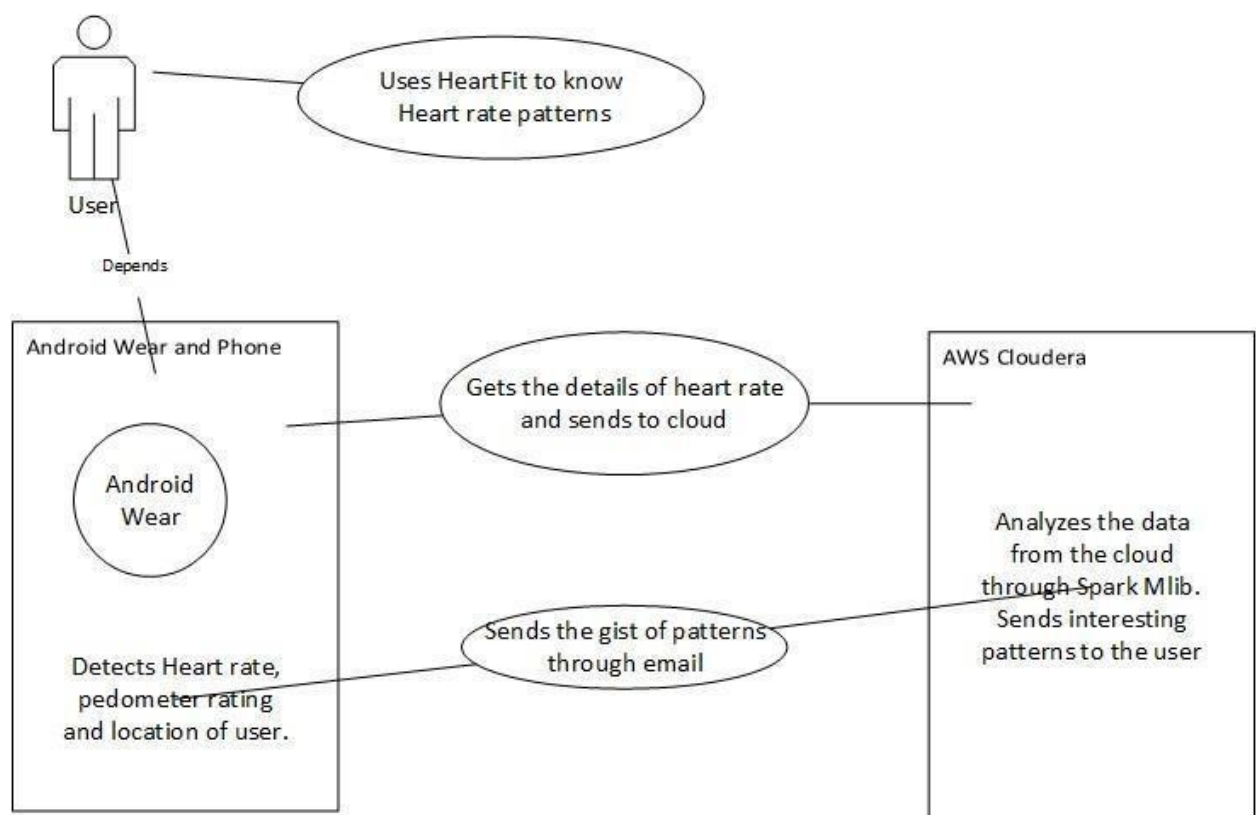 Uses HeartFit to know
Heart rate patterns
User
Depends
Android Wear and Phone
Android
Wear
Detects Heart rate,
pedometer rating
and location of user.
Gets the details of heart rate
and sends to cloud
Sends the gist of patterns
through email
AWS Cloudera
Analyzes the data
from the cloud
through Spark Mlib.
Sends interesting
patterns to the user